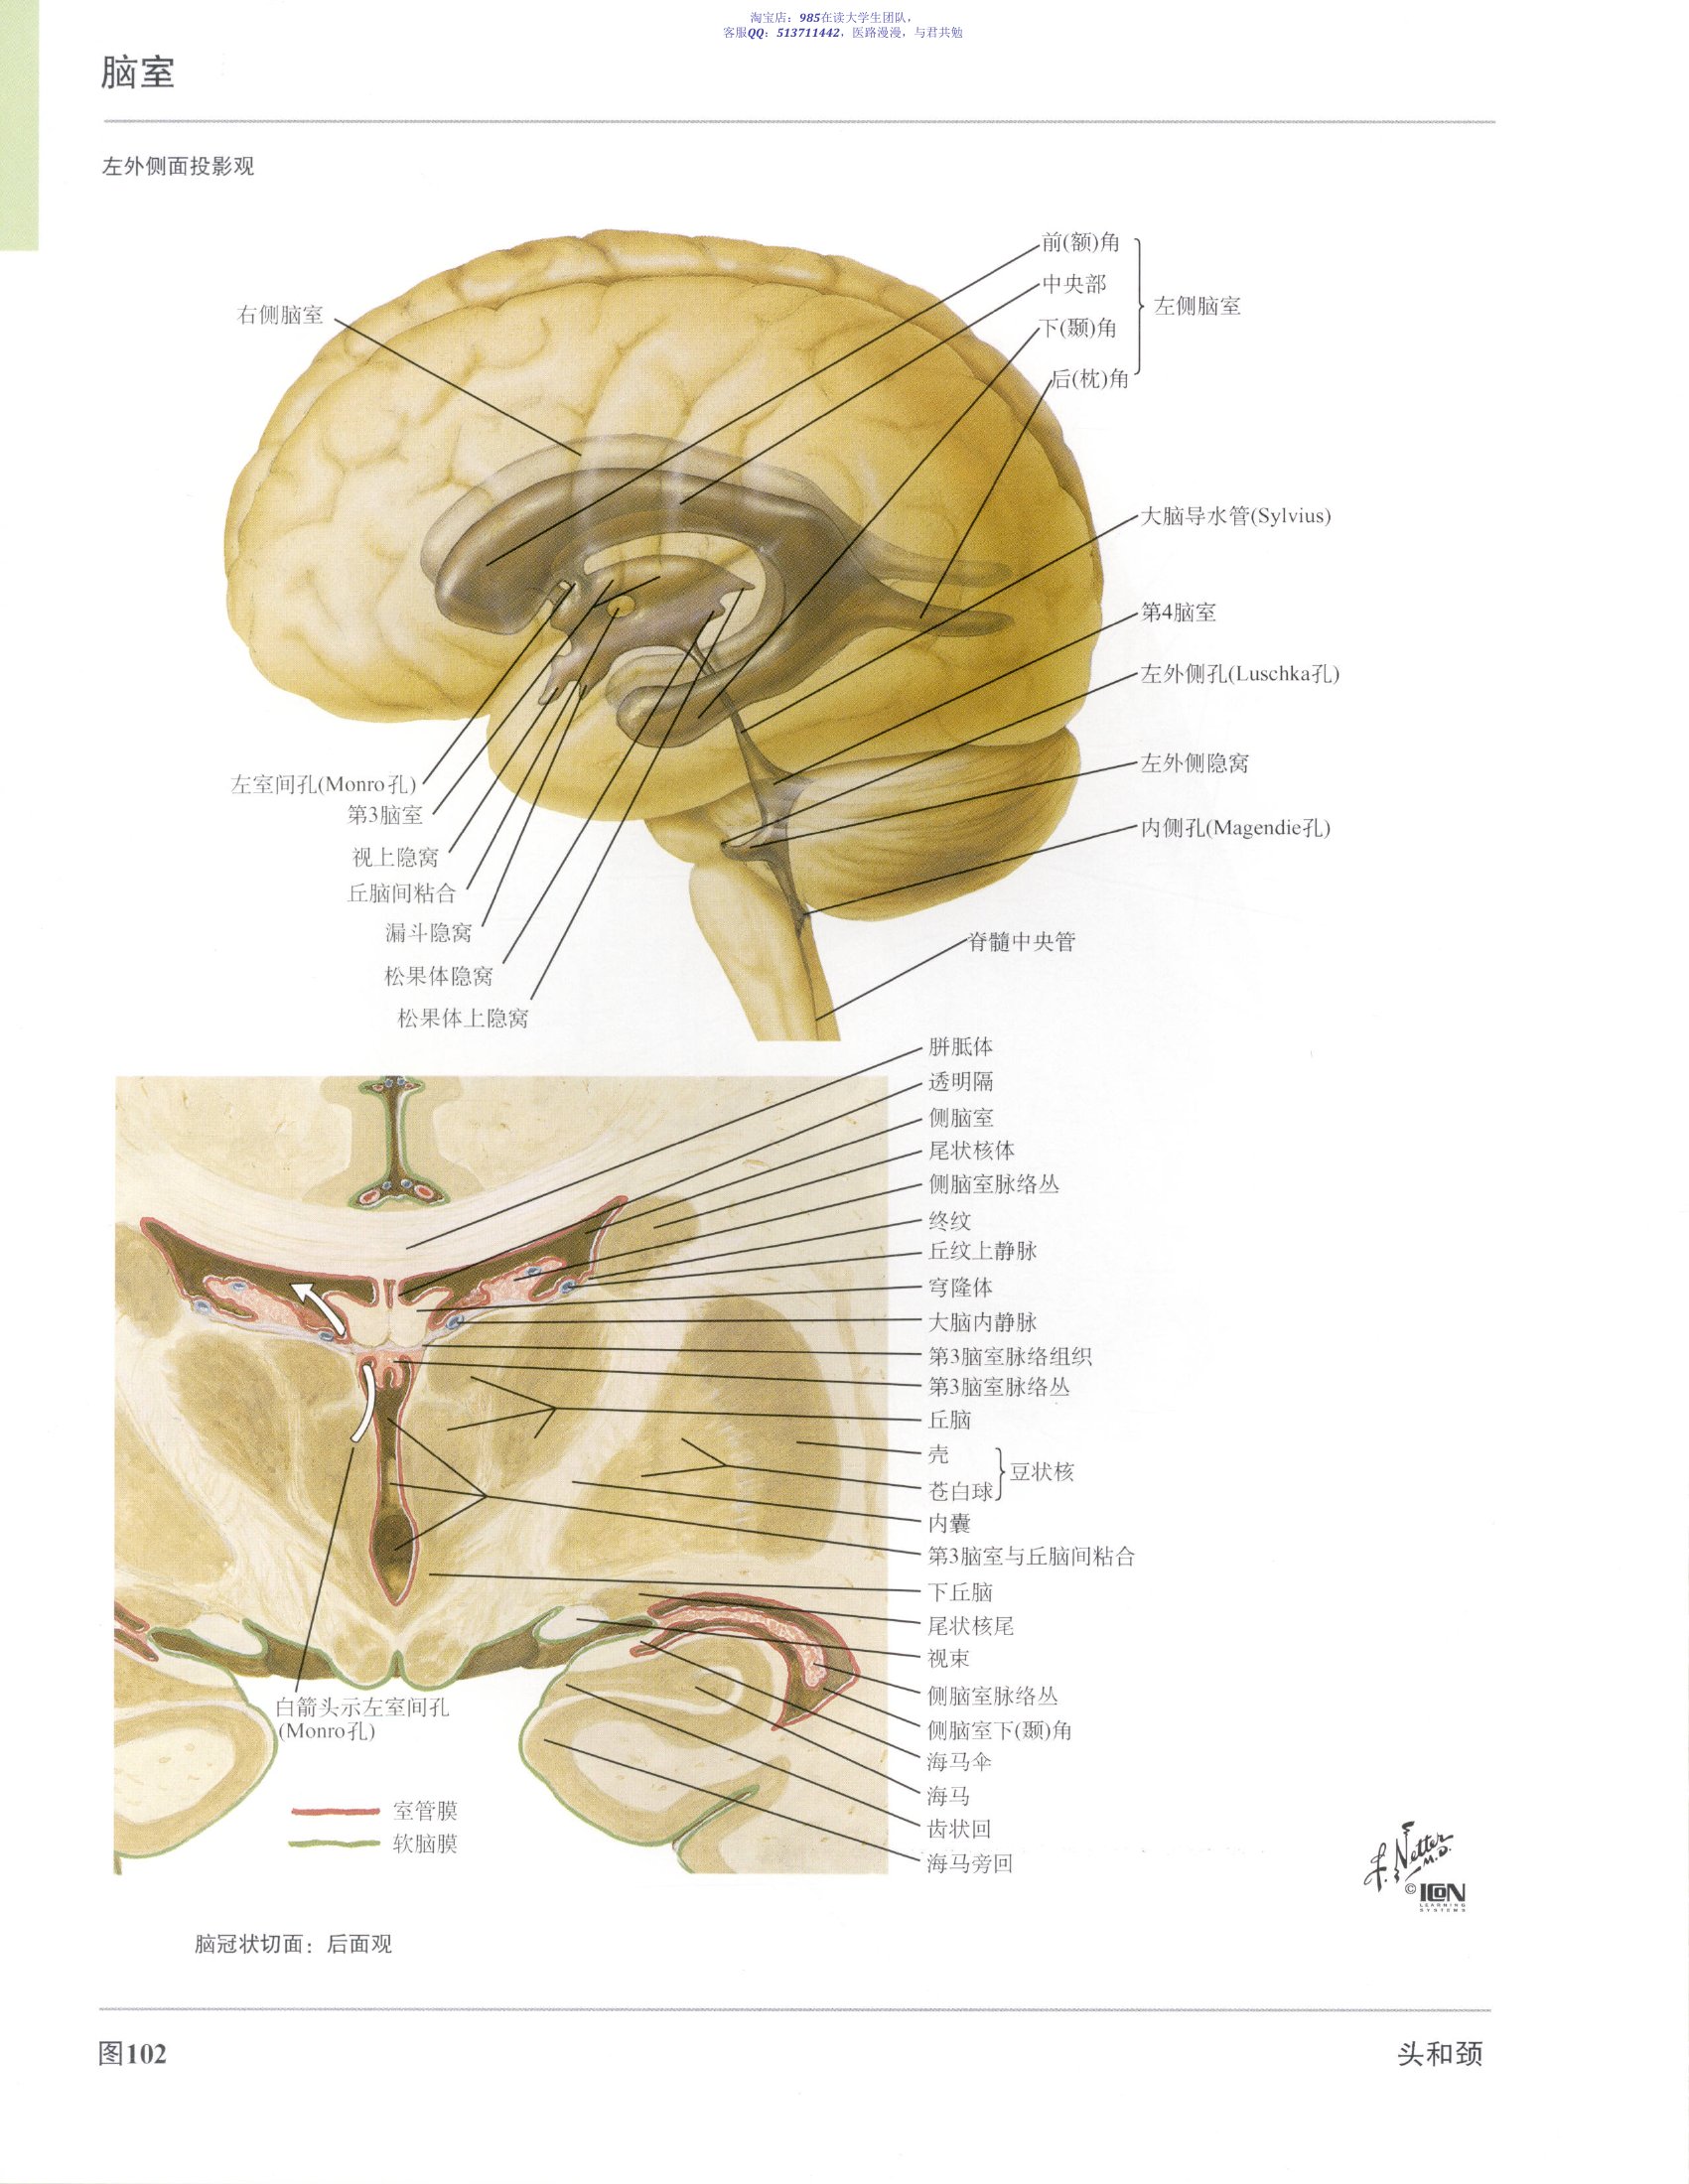 淘宝店：985在读大学生团队，
客服QQ：513711442，医路漫漫，与君共勉
脑室
左外侧面投影观
前(额)角
中央部
下(颞)角
后(枕)角
左侧脑室
右侧脑室
大脑导水管(Sylvius)
第4脑室
左外侧孔(Luschka孔)
左外侧隐窝
内侧孔(Magendie孔)
脊髓中央管
左室间孔(Monro孔)
第3脑室
视上隐窝
丘脑间粘合
漏斗隐窝
松果体隐窝
松果体上隐窝
胼胝体
透明隔
侧脑室
尾状核体
侧脑室脉络丛
终纹
丘纹上静脉
穹隆体
大脑内静脉
第3脑室脉络组织
第3脑室脉络丛
丘脑
壳
苍白球
豆状核
内囊
第3脑室与丘脑间粘合
下丘脑
尾状核尾
视束
侧脑室脉络丛
侧脑室下(颞)角
海马伞
海马
齿状回
海马旁回
白箭头示左室间孔
(Monro孔)
室管膜
软脑膜
F. Netter
M.D.
© ICON
LEARNING
SYSTEMS
脑冠状切面：后面观
图102
头和颈